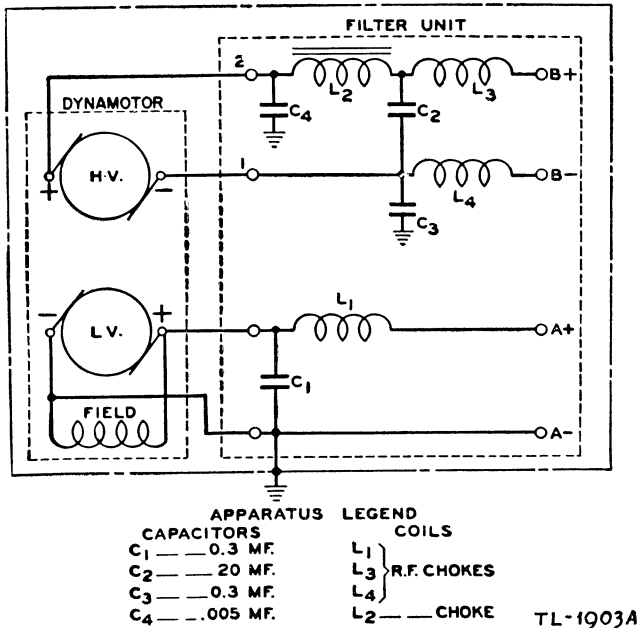 FILTER UNIT
2
L2
L3
B+
DYNAMOTOR
C4
C2
H.V.
+
−
1
B−
L4
C3
−
+
L1
L.V.
A+
C1
FIELD
A−
APPARATUS LEGEND
CAPACITORS COILS
C1 — — 0.3 MF. L1
C2 — — 20 MF. L3 R.F. CHOKES
C3 — — 0.3 MF. L4
C4 — — .005 MF. L2 — — CHOKE
TL-1903A